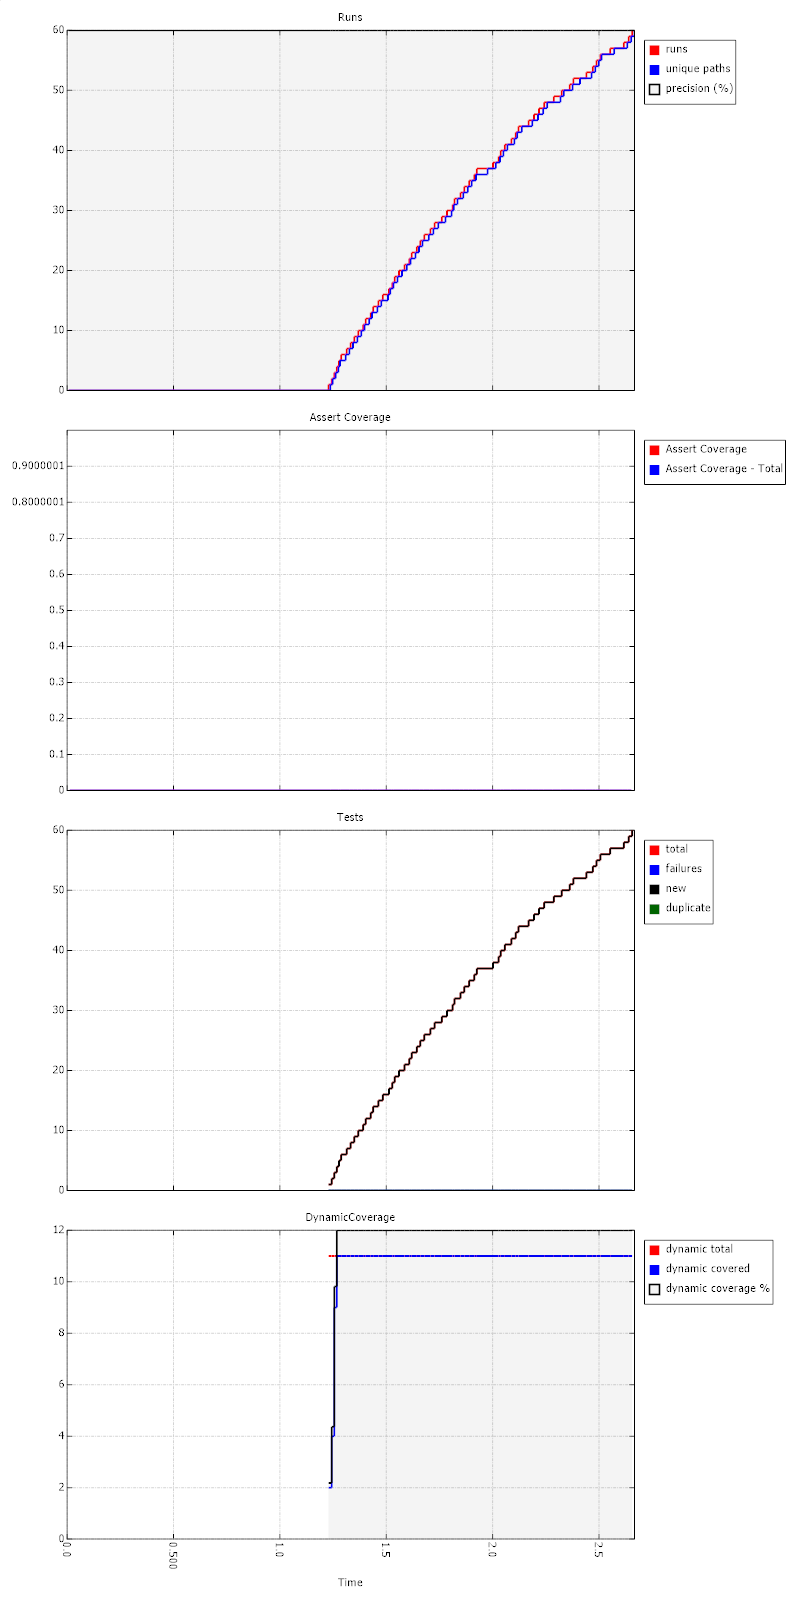 Runs
60
50
40
30
20
10
0
runs
unique paths
precision (%)
Assert Coverage
0.9000001
0.8000001
0.7
0.6
0.5
0.4
0.3
0.2
0.1
0
Assert Coverage
Assert Coverage - Total
Tests
60
50
40
30
20
10
0
total
failures
new
duplicate
DynamicCoverage
12
10
8
6
4
2
0
dynamic total
dynamic covered
dynamic coverage %
0.0
0.500
1.0
1.5
2.0
2.5
Time